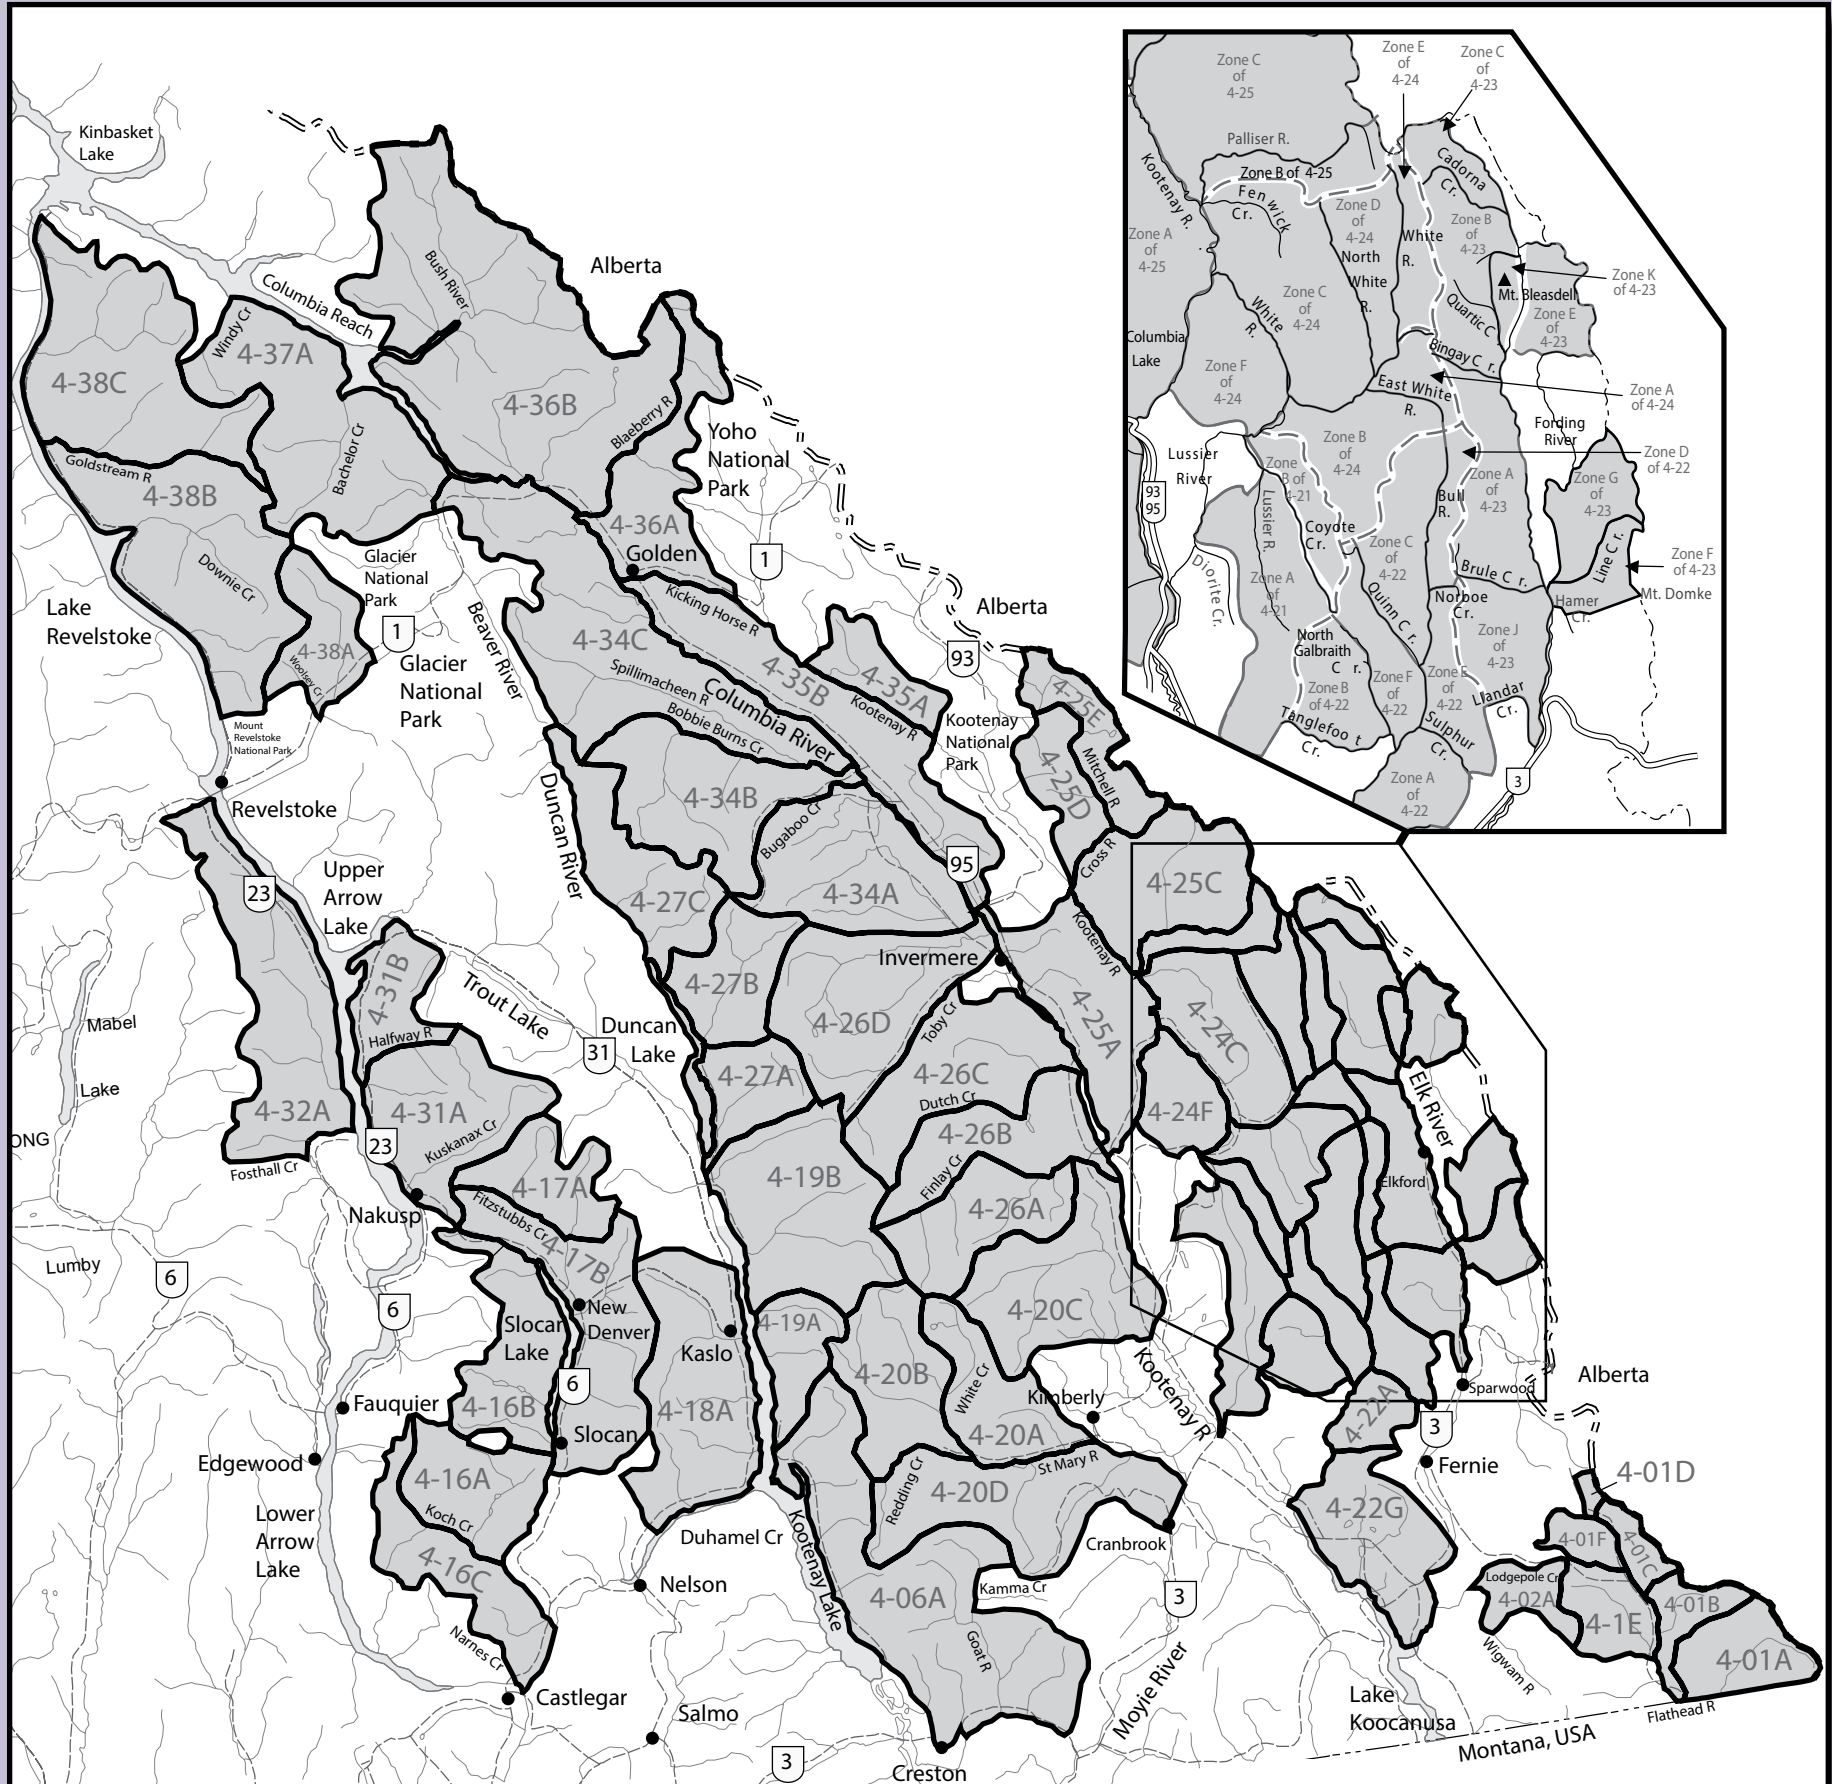 Kinbasket
Lake
Alberta
Bush River
Columbia Reach
Windy Cr
4-37A
4-38C
4-36B
Blaeberry R
Yoho
National
Park
Bachelor Cr
Goldstream R
4-38B
4-36A
Golden
1
Downie Cr
Glacier
National
Park
Lake
Revelstoke
1
4-38A
Woolsey Cr
Glacier
National
Park
Beaver River
Kicking Horse R
4-34C
Spillimacheen R
Columbia River
Bobbie Burns Cr
4-35B
4-35A
Kootenay R
Alberta
93
Kootenay
National
Park
4-25E
4-25D
Mitchell R
Cross R
Mount
Revelstoke
National Park
Revelstoke
Duncan River
4-34B
Bugaboo Cr
95
4-34A
4-27C
23
Upper
Arrow
Lake
4-25C
Kootenay R
Invermere
4-31B
Trout Lake
Halfway R
4-27B
4-26D
Toby Cr
4-25A
4-24C
Mabel
Lake
Duncan
Lake
31
4-27A
4-26C
Dutch Cr
4-24F
Elk River
4-32A
4-31A
Kuskanax Cr
4-26B
ONG
23
Fosthall Cr
4-19B
Finlay Cr
4-26A
Elkford
4-17A
Fitzstubbs Cr
Nakusp
4-17B
Lumby
6
6
New
Denver
Slocan
Lake
4-19A
4-20C
Kaslo
4-20B
White Cr
Kimberly
Kootenay R
Sparwood
Alberta
6
4-16B
4-18A
Fauquier
Slocan
4-20A
St Mary R
4-22A
3
Fernie
Edgewood
4-16A
Koch Cr
Redding Cr
4-20D
Cranbrook
4-22G
4-01D
Lower
Arrow
Lake
Duhamel Cr
Kootenay Lake
4-01F
4-01C
4-16C
Nelson
4-06A
Kamma Cr
3
Lodgepole Cr
4-02A
4-1E
4-01B
4-01A
Narnes Cr
Goat R
Wigwam R
Castlegar
Salmo
Moyie River
Lake
Koocanusa
Flathead R
Montana, USA
3
Creston
Zone C
of
4-25
Zone E
of
4-24
Zone C
of
4-23
Palliser R.
Kootenay R.
Zone B of 4-25
Fenwick
Cr.
Cadorna
Cr.
Zone A
of
4-25
Zone D
of
4-24
White
R.
Zone B
of
4-23
North
White
R.
Zone K
of 4-23
Mt. Bleasdell
Zone C
of
4-24
White
R.
Quartic C
Zone E
of
4-23
Columbia
Lake
Bingay C r.
Zone F
of
4-24
East White
R.
Zone A
of 4-24
Fording
River
Lussier
River
Zone B
of
4-24
Zone D
of 4-22
Zone
B of
4-21
Zone A
of
4-23
Zone G
of
4-23
93
95
Bull
R.
Lussier R.
Coyote
Cr.
Zone C
of
4-22
Line C r.
Zone F
of 4-23
Diorite Cr.
Zone A
of
4-21
Brule C r.
Quinn C r.
Norboe
Cr.
Hamer
Cr.
Mt. Domke
North
Galbraith
C r.
Zone J
of
4-23
Zone B
of 4-22
Zone F
of
4-22
Zone E
of
4-22
Llandar
Cr.
Tanglefoo t
Cr.
Sulphur
Cr.
Zone A
of
4-22
3